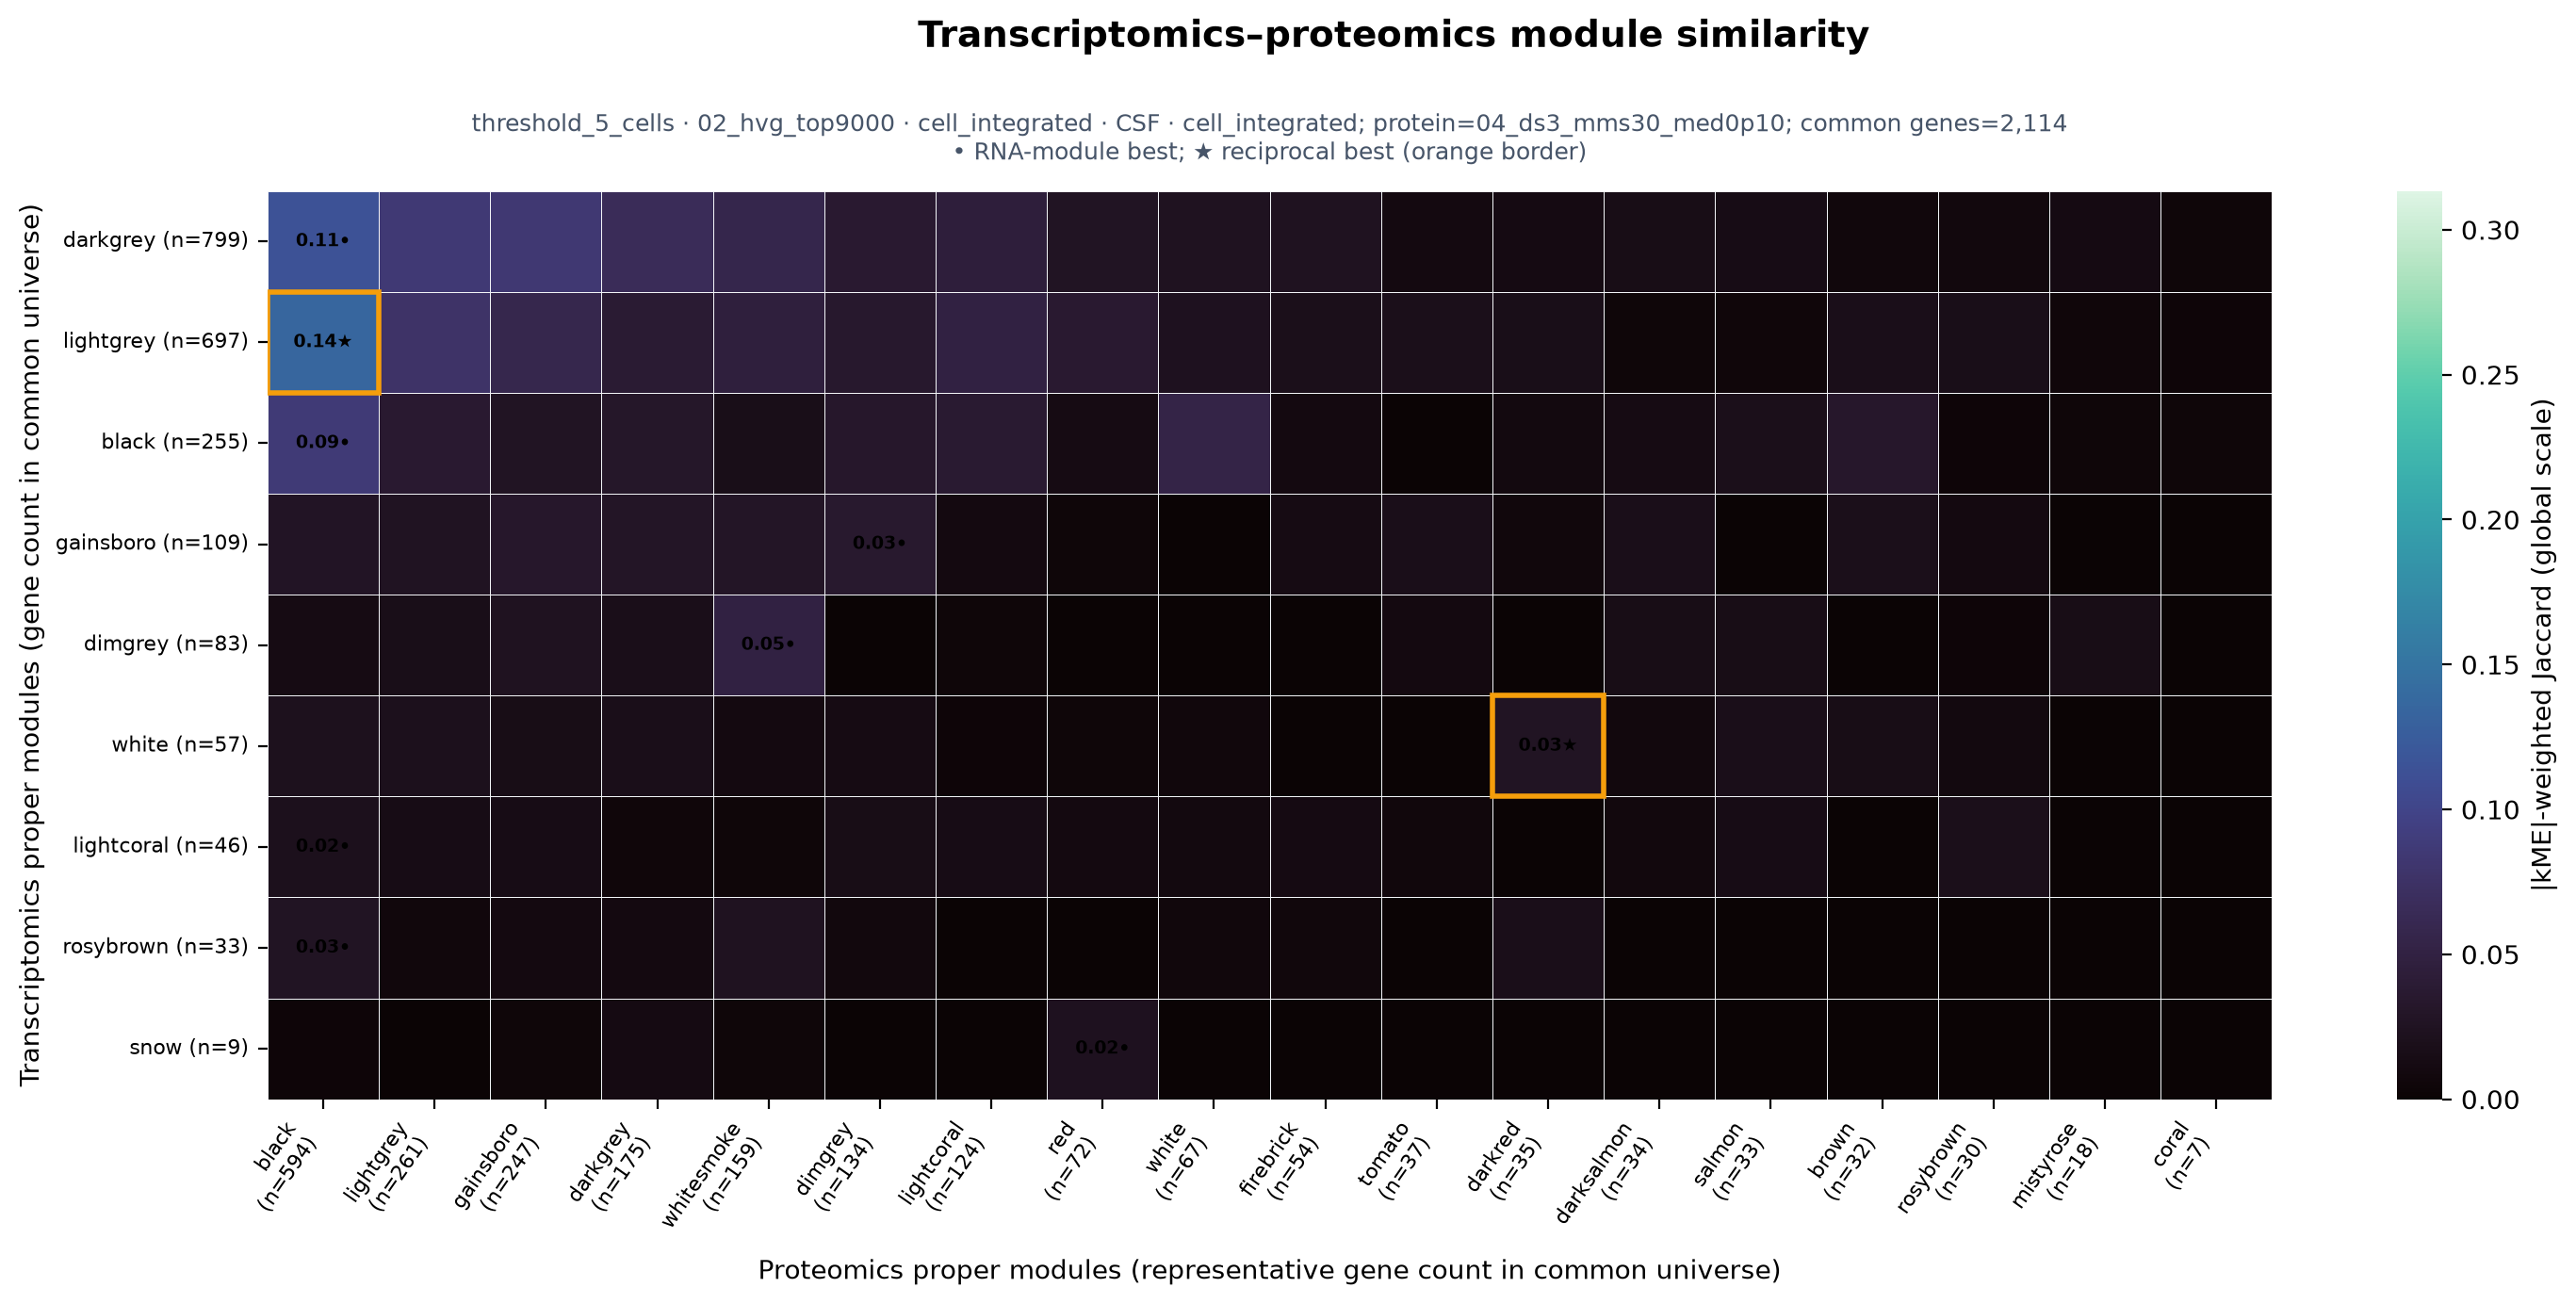 Transcriptomics–proteomics module similarity
threshold_5_cells · 02_hvg_top9000 · cell_integrated · CSF · cell_integrated; protein=04_ds3_mms30_med0p10; common genes=2,114
• RNA-module best; ★ reciprocal best (orange border)
Transcriptomics proper modules (gene count in common universe)
darkgrey (n=799)
0.11•
lightgrey (n=697)
0.14★
black (n=255)
0.09•
gainsboro (n=109)
0.03•
dimgrey (n=83)
0.05•
white (n=57)
0.03★
lightcoral (n=46)
0.02•
rosybrown (n=33)
0.03•
snow (n=9)
0.02•
black
(n=594)
lightgrey
(n=261)
gainsboro
(n=247)
darkgrey
(n=175)
whitesmoke
(n=159)
dimgrey
(n=134)
lightcoral
(n=124)
red
(n=72)
white
(n=67)
firebrick
(n=54)
tomato
(n=37)
darkred
(n=35)
darksalmon
(n=34)
salmon
(n=33)
brown
(n=32)
rosybrown
(n=30)
mistyrose
(n=18)
coral
(n=7)
Proteomics proper modules (representative gene count in common universe)
0.30
0.25
0.20
0.15
0.10
0.05
0.00
|kME|-weighted Jaccard (global scale)